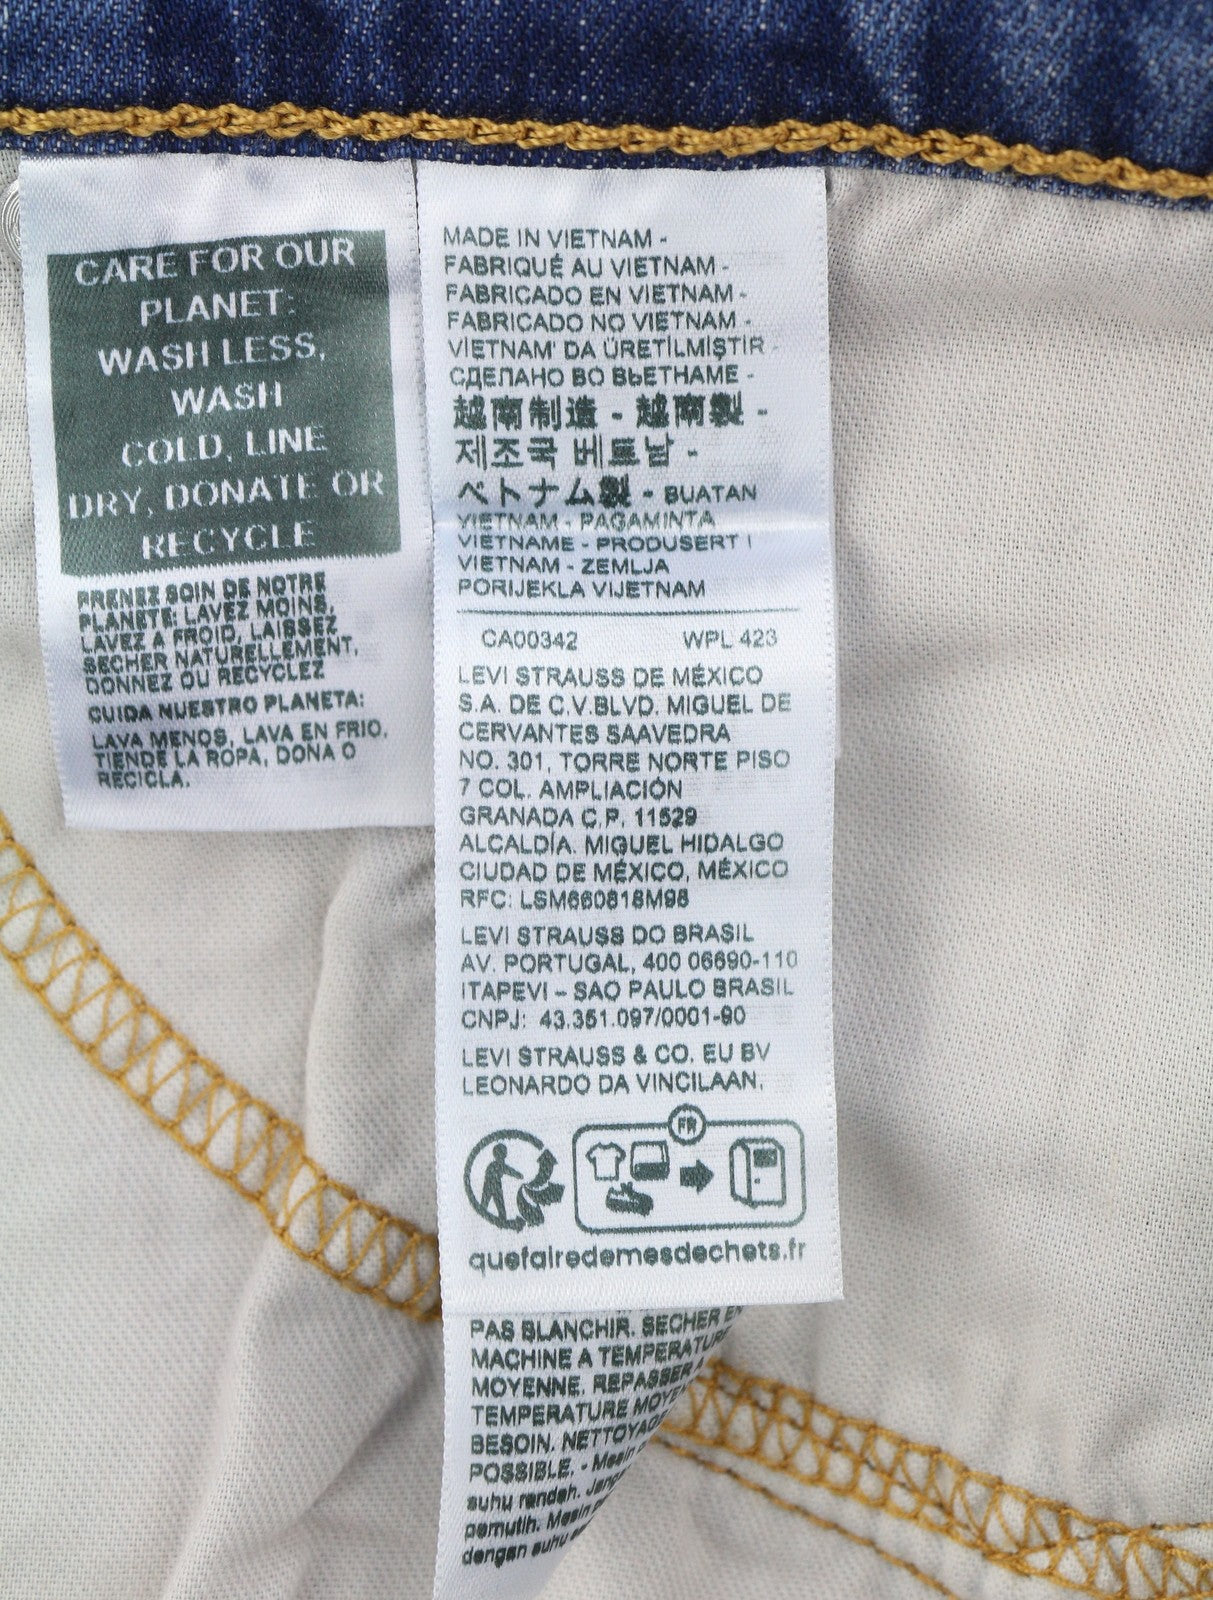 CARE FOR OUR
PLANET:
WASH LESS,
WASH
COLD, LINE
DRY, DONATE OR
RECYCLE
PRENEZ SOIN DE NOTRE
PLANETE: LAVEZ MOINS,
LAVEZ A FROID, LAISSEZ
SECHER NATURELLEMENT,
DONNEZ OU RECYCLEZ
CUIDA NUESTRO PLANETA:
LAVA MENOS, LAVA EN FRIO,
TIENDE LA ROPA, DONA O
RECICLA.
MADE IN VIETNAM -
FABRIQUÉ AU VIETNAM -
FABRICADO EN VIETNAM -
FABRICADO NO VIETNAM -
VİETNAM' DA ÜRETİLMİŞTİR -
СДЕЛАНО ВО ВЬЕТНАМЕ -
越南制造 - 越南製 -
제조국 베트남 -
ベトナム製 - BUATAN
VIETNAM - PAGAMINTA
VIETNAME - PRODUSERT I
VIETNAM - ZEMLJA
PORIJEKLA VIJETNAM
CA00342 WPL 423
LEVI STRAUSS DE MÉXICO
S.A. DE C.V.BLVD. MIGUEL DE
CERVANTES SAAVEDRA
NO. 301, TORRE NORTE PISO
7 COL. AMPLIACIÓN
GRANADA C.P. 11529
ALCALDÍA. MIGUEL HIDALGO
CIUDAD DE MÉXICO, MÉXICO
RFC: LSM660818M98
LEVI STRAUSS DO BRASIL
AV. PORTUGAL, 400 06690-110
ITAPEVI – SAO PAULO BRASIL
CNPJ: 43.351.097/0001-90
LEVI STRAUSS & CO. EU BV
LEONARDO DA VINCILAAN,
FR
quefairedemesdechets.fr
PAS BLANCHIR. SECHER EN
MACHINE A TEMPERATURE
MOYENNE. REPASSER A
TEMPERATURE
BESOIN.
POSSIBLE. - Mesin
suhu rendah.
pemutih. Mesin
dengan suhu